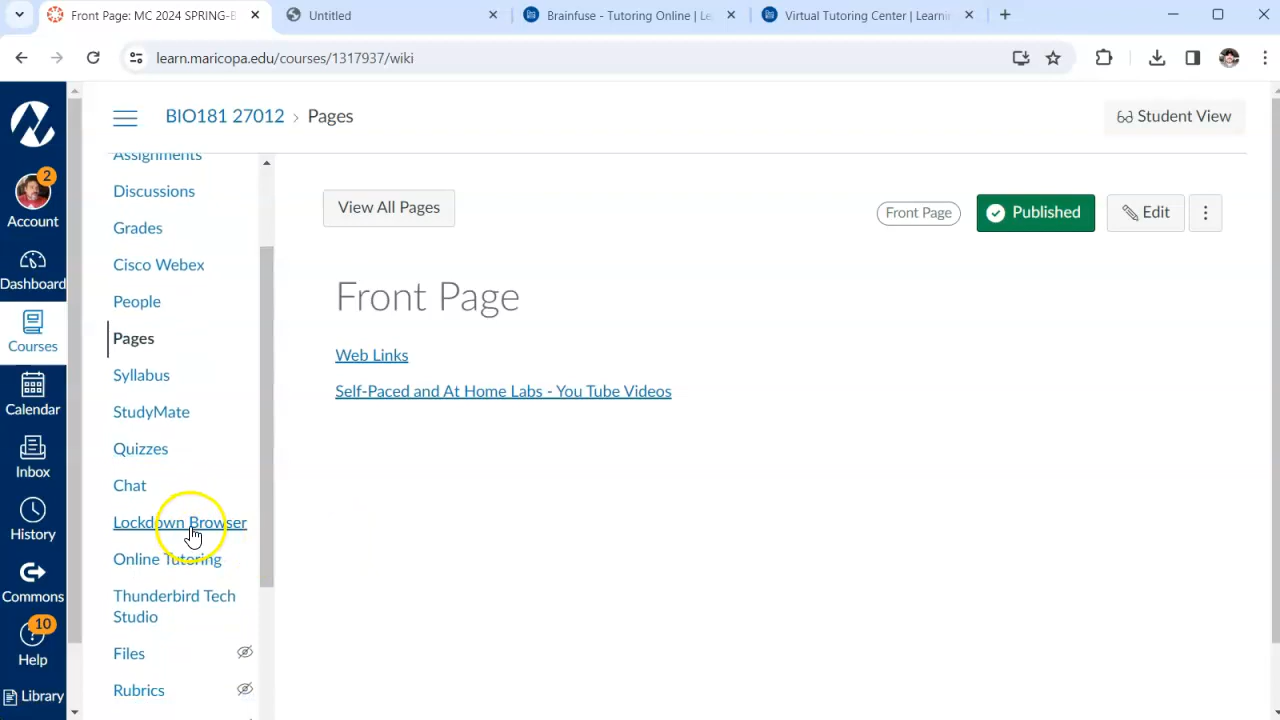 Front Page: MC 2024 SPRING-B
Untitled
Brainfuse - Tutoring Online | Le
Virtual Tutoring Center | Learni
learn.maricopa.edu/courses/1317937/wiki
BIO181 27012 › Pages
Student View
2
Account
Dashboard
Courses
Calendar
Inbox
History
Commons
10
Help
Library
Assignments
Discussions
Grades
Cisco Webex
People
Pages
Syllabus
StudyMate
Quizzes
Chat
Lockdown Browser
Online Tutoring
Thunderbird Tech
Studio
Files
Rubrics
View All Pages
Front Page
Published
Edit
Front Page
Web Links
Self-Paced and At Home Labs - You Tube Videos